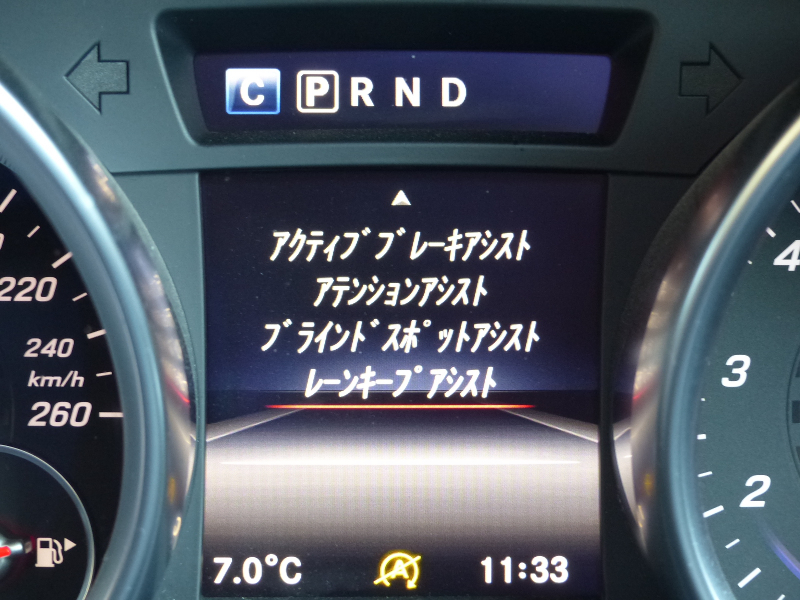 C P R N D
ｱｸﾃｨﾌﾞﾌﾞﾚｰｷｱｼｽﾄ
ｱﾃﾝｼｮﾝｱｼｽﾄ
ﾌﾞﾗｲﾝﾄﾞｽﾎﾟｯﾄｱｼｽﾄ
ﾚｰﾝｷｰﾌﾟｱｼｽﾄ
220
240
km/h
260
4
3
2
7.0°C A 11:33